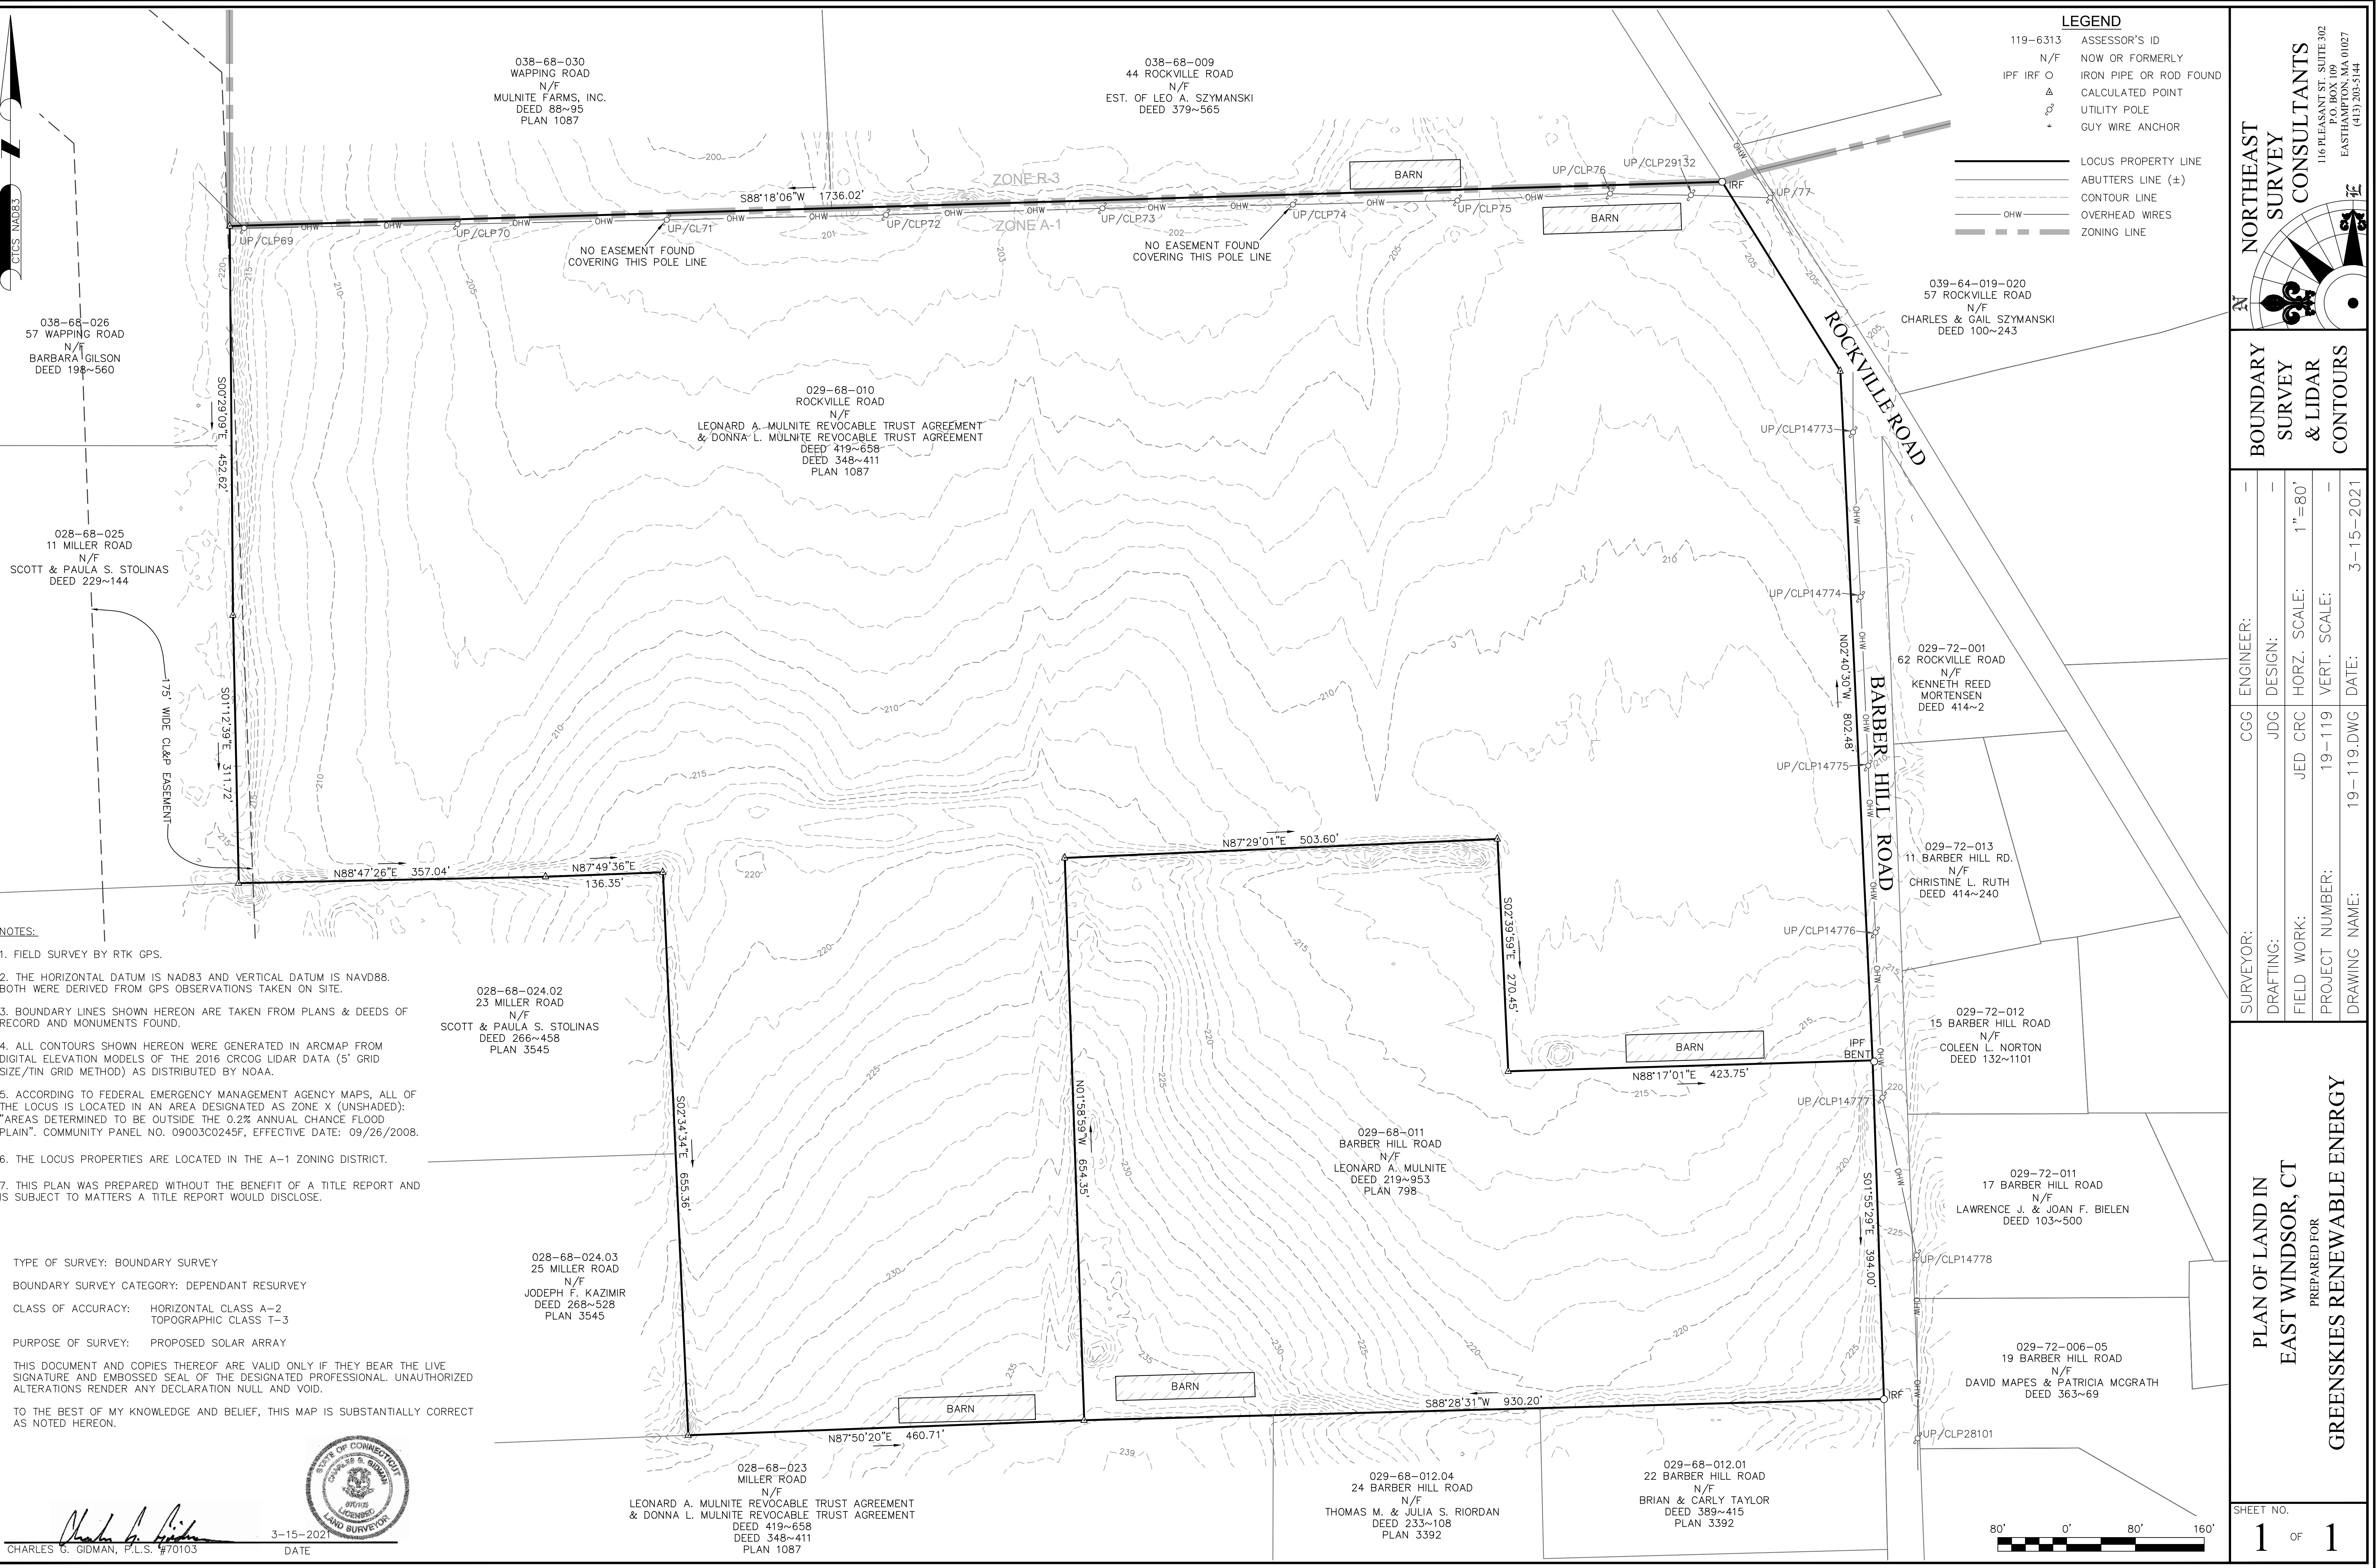 LEGEND
119-6313 ASSESSOR'S ID
N/F NOW OR FORMERLY
IPF IRF IRON PIPE OR ROD FOUND
CALCULATED POINT
UTILITY POLE
GUY WIRE ANCHOR
LOCUS PROPERTY LINE
ABUTTERS LINE (±)
CONTOUR LINE
OHW OVERHEAD WIRES
ZONING LINE
CTCS NAD83
038-68-030
WAPPING ROAD
N/F
MULNITE FARMS, INC.
DEED 88~95
PLAN 1087
038-68-009
44 ROCKVILLE ROAD
N/F
EST. OF LEO A. SZYMANSKI
DEED 379~565
200
ZONE R-3
ZONE A-1
S88°18'06"W 1736.02'
BARN
BARN
UP/CLP76
UP/CLP29132
UP/77
IRF
UP/CLP69
UP/CLP70
UP/CL71
UP/CLP72
UP/CLP73
UP/CLP74
UP/CLP75
OHW
NO EASEMENT FOUND
COVERING THIS POLE LINE
NO EASEMENT FOUND
COVERING THIS POLE LINE
201
202
203
205
205
205
205
205
220
215
210
038-68-026
57 WAPPING ROAD
N/F
BARBARA GILSON
DEED 198~560
S00°29'09"E 452.62'
028-68-025
11 MILLER ROAD
N/F
SCOTT & PAULA S. STOLINAS
DEED 229~144
175' WIDE CL&P EASEMENT
S01°12'39"E 311.72'
029-68-010
ROCKVILLE ROAD
N/F
LEONARD A. MULNITE REVOCABLE TRUST AGREEMENT
& DONNA L. MULNITE REVOCABLE TRUST AGREEMENT
DEED 419~658
DEED 348~411
PLAN 1087
039-64-019-020
57 ROCKVILLE ROAD
N/F
CHARLES & GAIL SZYMANSKI
DEED 100~243
ROCKVILLE ROAD
UP/CLP14773
UP/CLP14774
N02°40'30"W 802.48'
BARBER HILL ROAD
UP/CLP14775
UP/CLP14776
029-72-001
62 ROCKVILLE ROAD
N/F
KENNETH REED
MORTENSEN
DEED 414~2
029-72-013
11 BARBER HILL RD.
N/F
CHRISTINE L. RUTH
DEED 414~240
029-72-012
15 BARBER HILL ROAD
N/F
COLEEN L. NORTON
DEED 132~1101
029-72-011
17 BARBER HILL ROAD
N/F
LAWRENCE J. & JOAN F. BIELEN
DEED 103~500
029-72-006-05
19 BARBER HILL ROAD
N/F
DAVID MAPES & PATRICIA MCGRATH
DEED 363~69
N88°47'26"E 357.04'
N87°49'36"E
136.35'
N87°29'01"E 503.60'
S02°39'59"E 270.45'
BARN
IPF
BENT
N88°17'01"E 423.75'
UP/CLP14777
UP/CLP14778
UP/CLP28101
S01°55'29"E 394.00'
IRF
S02°34'34"E 655.36'
N01°58'59"W 654.35'
029-68-011
BARBER HILL ROAD
N/F
LEONARD A. MULNITE
DEED 219~953
PLAN 798
028-68-024.02
23 MILLER ROAD
N/F
SCOTT & PAULA S. STOLINAS
DEED 266~458
PLAN 3545
028-68-024.03
25 MILLER ROAD
N/F
JODEPH F. KAZIMIR
DEED 268~528
PLAN 3545
BARN
BARN
N87°50'20"E 460.71'
S88°28'31"W 930.20'
239
028-68-023
MILLER ROAD
N/F
LEONARD A. MULNITE REVOCABLE TRUST AGREEMENT
& DONNA L. MULNITE REVOCABLE TRUST AGREEMENT
DEED 419~658
DEED 348~411
PLAN 1087
029-68-012.04
24 BARBER HILL ROAD
N/F
THOMAS M. & JULIA S. RIORDAN
DEED 233~108
PLAN 3392
029-68-012.01
22 BARBER HILL ROAD
N/F
BRIAN & CARLY TAYLOR
DEED 389~415
PLAN 3392
80' 0' 80' 160'
NOTES:
1. FIELD SURVEY BY RTK GPS.
2. THE HORIZONTAL DATUM IS NAD83 AND VERTICAL DATUM IS NAVD88.
BOTH WERE DERIVED FROM GPS OBSERVATIONS TAKEN ON SITE.
3. BOUNDARY LINES SHOWN HEREON ARE TAKEN FROM PLANS & DEEDS OF
RECORD AND MONUMENTS FOUND.
4. ALL CONTOURS SHOWN HEREON WERE GENERATED IN ARCMAP FROM
DIGITAL ELEVATION MODELS OF THE 2016 CRCOG LIDAR DATA (5' GRID
SIZE/TIN GRID METHOD) AS DISTRIBUTED BY NOAA.
5. ACCORDING TO FEDERAL EMERGENCY MANAGEMENT AGENCY MAPS, ALL OF
THE LOCUS IS LOCATED IN AN AREA DESIGNATED AS ZONE X (UNSHADED):
"AREAS DETERMINED TO BE OUTSIDE THE 0.2% ANNUAL CHANCE FLOOD
PLAIN". COMMUNITY PANEL NO. 09003C0245F, EFFECTIVE DATE: 09/26/2008.
6. THE LOCUS PROPERTIES ARE LOCATED IN THE A-1 ZONING DISTRICT.
7. THIS PLAN WAS PREPARED WITHOUT THE BENEFIT OF A TITLE REPORT AND
IS SUBJECT TO MATTERS A TITLE REPORT WOULD DISCLOSE.
TYPE OF SURVEY: BOUNDARY SURVEY
BOUNDARY SURVEY CATEGORY: DEPENDANT RESURVEY
CLASS OF ACCURACY: HORIZONTAL CLASS A-2
TOPOGRAPHIC CLASS T-3
PURPOSE OF SURVEY: PROPOSED SOLAR ARRAY
THIS DOCUMENT AND COPIES THEREOF ARE VALID ONLY IF THEY BEAR THE LIVE
SIGNATURE AND EMBOSSED SEAL OF THE DESIGNATED PROFESSIONAL. UNAUTHORIZED
ALTERATIONS RENDER ANY DECLARATION NULL AND VOID.
TO THE BEST OF MY KNOWLEDGE AND BELIEF, THIS MAP IS SUBSTANTIALLY CORRECT
AS NOTED HEREON.
STATE OF CONNECTICUT
CHARLES G. GIDMAN
LICENSED
LAND SURVEYOR
3-15-2021
CHARLES G. GIDMAN, P.L.S. #70103
DATE
NORTHEAST
SURVEY
CONSULTANTS
116 PLEASANT ST. SUITE 302
P.O. BOX 109
EASTHAMPTON, MA 01027
(413) 203-5144
N
E
BOUNDARY
SURVEY
& LIDAR
CONTOURS
SURVEYOR: CGG ENGINEER: -
DRAFTING: JDG DESIGN: -
FIELD WORK: JED CRC HORZ. SCALE: 1"=80'
PROJECT NUMBER: 19-119 VERT. SCALE: -
DRAWING NAME: 19-119.DWG DATE: 3-15-2021
PLAN OF LAND IN
EAST WINDSOR, CT
PREPARED FOR
GREENSKIES RENEWABLE ENERGY
SHEET NO.
1 OF 1